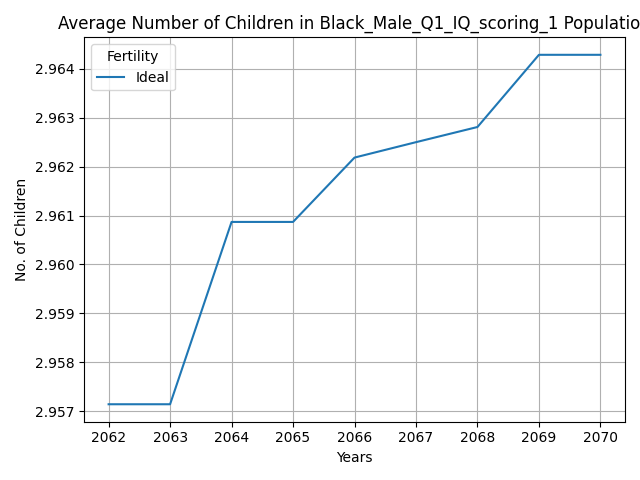 Average Number of Children in Black_Male_Q1_IQ_scoring_1 Populatio
Fertility
Ideal
No. of Children
2.964
2.963
2.962
2.961
2.960
2.959
2.958
2.957
2062 2063 2064 2065 2066 2067 2068 2069 2070
Years